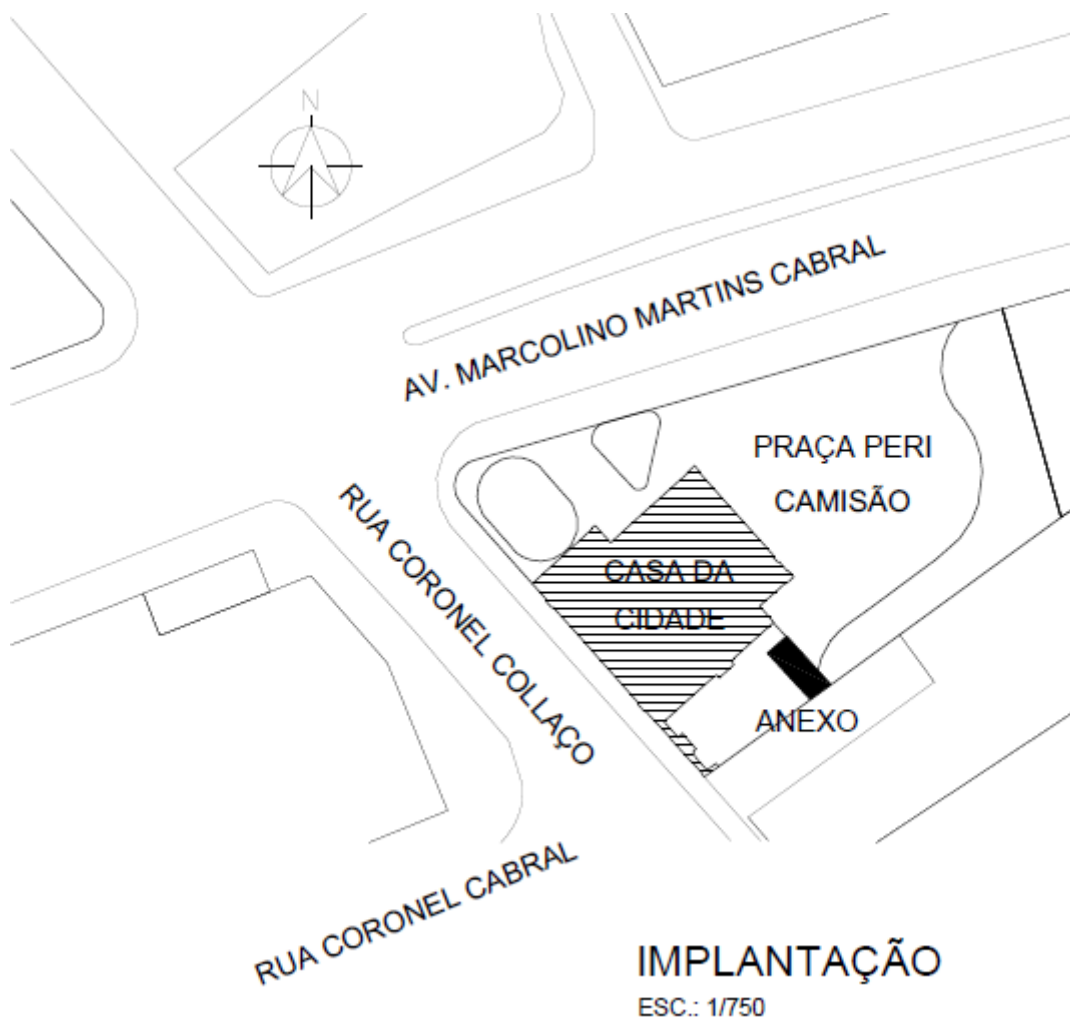 N
AV. MARCOLINO MARTINS CABRAL
PRAÇA PERI
CAMISÃO
RUA CORONEL COLLAÇO
CASA DA
CIDADE
ANEXO
RUA CORONEL CABRAL
IMPLANTAÇÃO
ESC.: 1/750